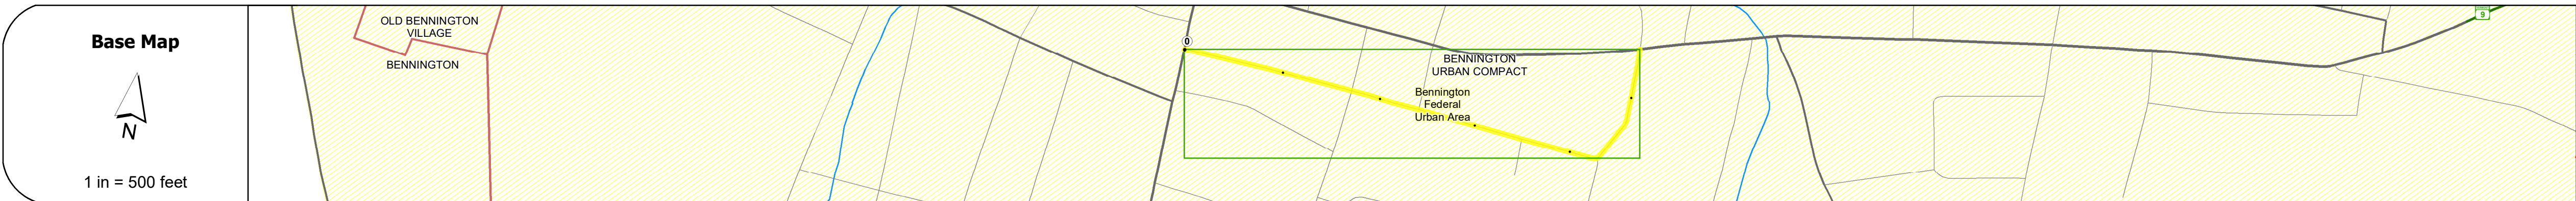 Base Map
N
1 in = 500 feet
OLD BENNINGTON
VILLAGE
BENNINGTON
0
BENNINGTON
URBAN COMPACT
Bennington
Federal
Urban Area
9